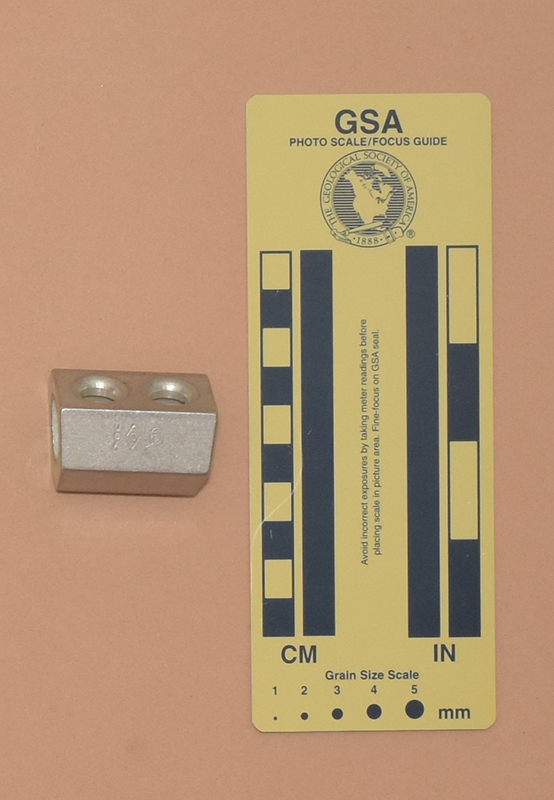 GSA
PHOTO SCALE/FOCUS GUIDE
THE GEOLOGICAL SOCIETY OF AMERICA
·1888·
®
Avoid incorrect exposures by taking meter readings before
placing scale in picture area. Fine-focus on GSA seal.
CM
IN
Grain Size Scale
1 2 3 4 5
mm